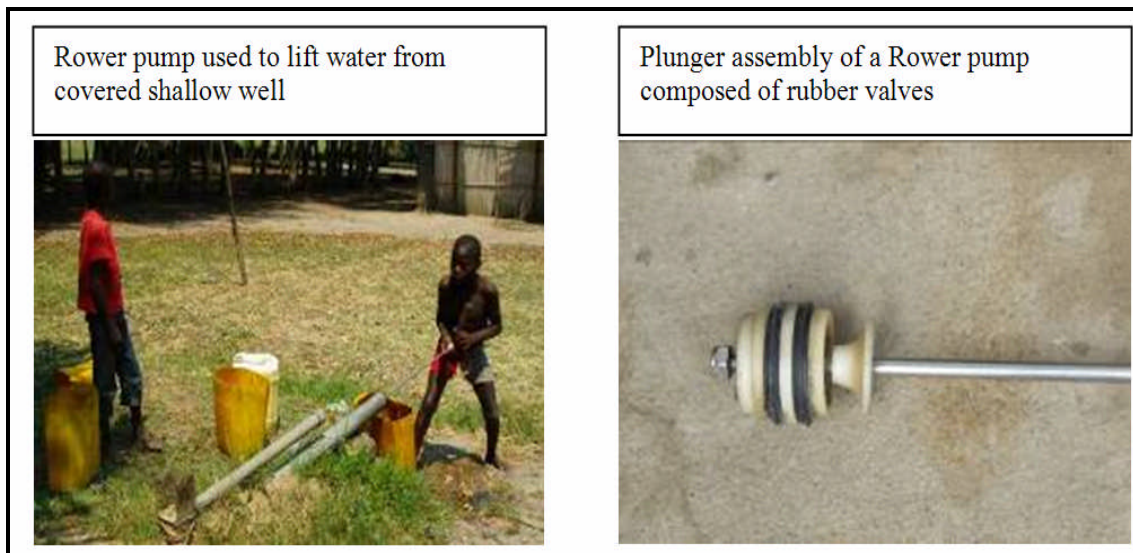 Rower pump used to lift water from
covered shallow well
Plunger assembly of a Rower pump
composed of rubber valves